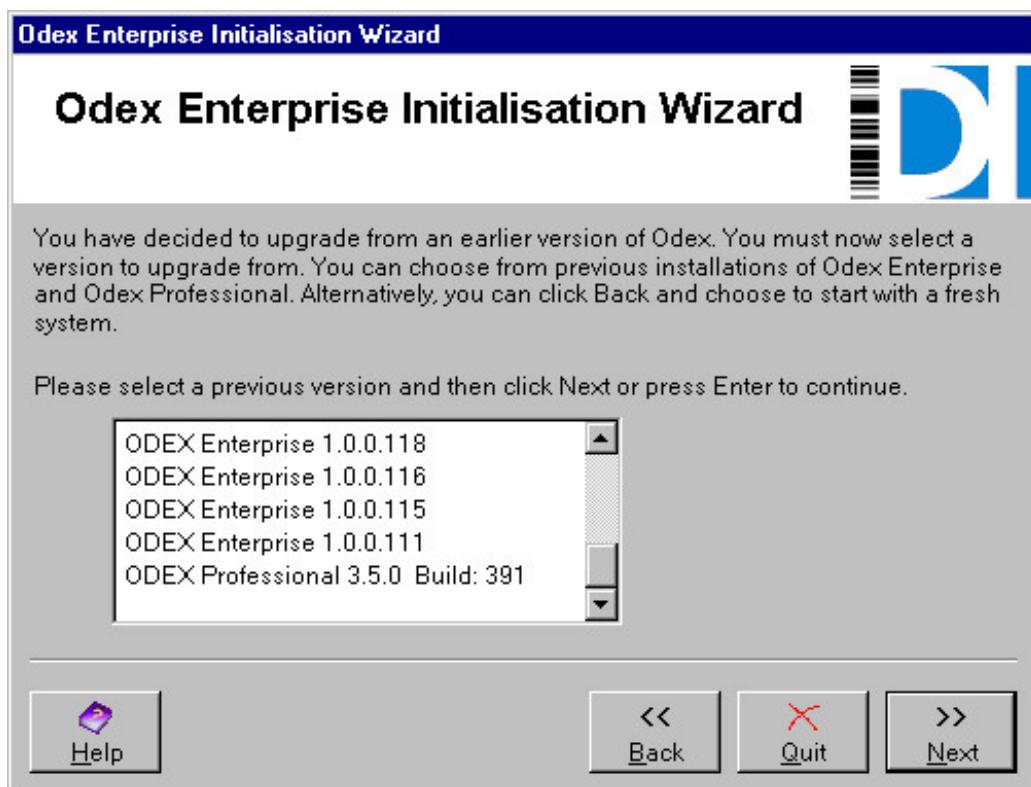 Odex Enterprise Initialisation Wizard
Odex Enterprise Initialisation Wizard
DI
You have decided to upgrade from an earlier version of Odex. You must now select a
version to upgrade from. You can choose from previous installations of Odex Enterprise
and Odex Professional. Alternatively, you can click Back and choose to start with a fresh
system.
Please select a previous version and then click Next or press Enter to continue.
ODEX Enterprise 1.0.0.118
ODEX Enterprise 1.0.0.116
ODEX Enterprise 1.0.0.115
ODEX Enterprise 1.0.0.111
ODEX Professional 3.5.0 Build: 391
Help
<< Back
Quit
>> Next